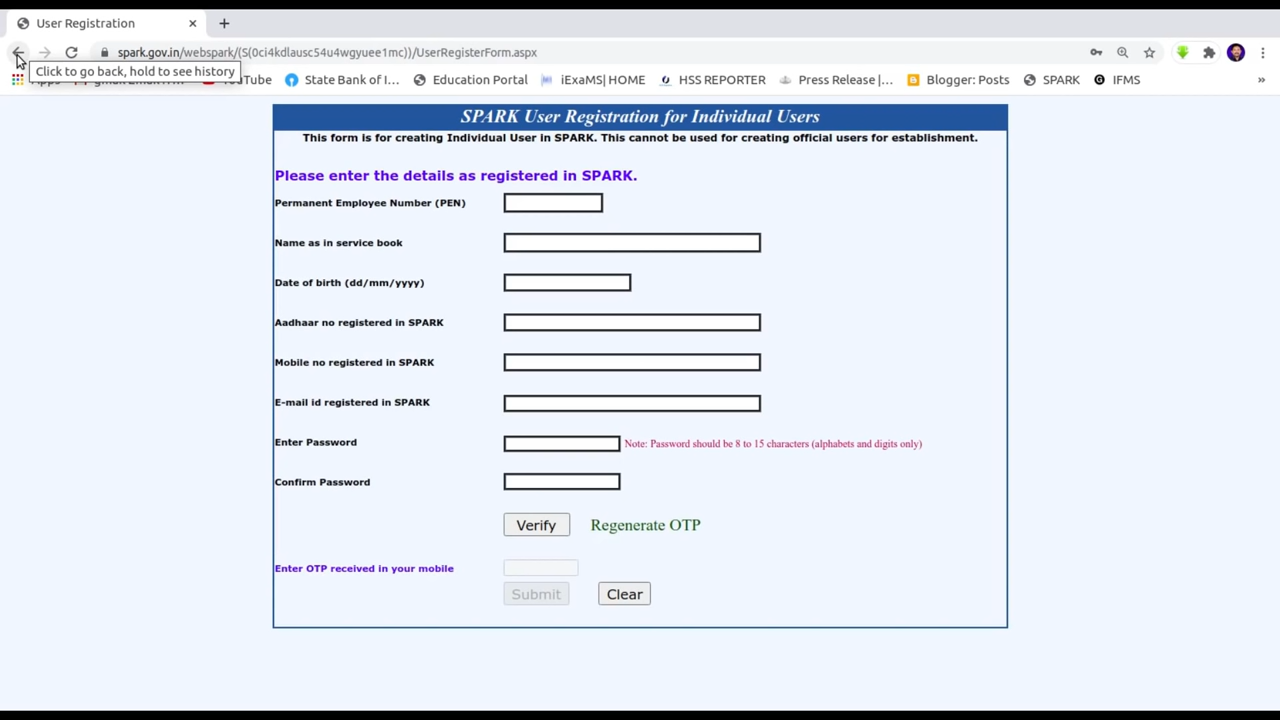 User Registration
spark.gov.in/webspark/(S(0ci4kdlausc54u4wgyuee1mc))/UserRegisterForm.aspx
Click to go back, hold to see history
YouTube State Bank of I... Education Portal iExaMS| HOME HSS REPORTER Press Release |... Blogger: Posts SPARK IFMS »
SPARK User Registration for Individual Users
This form is for creating Individual User in SPARK. This cannot be used for creating official users for establishment.
Please enter the details as registered in SPARK.
Permanent Employee Number (PEN)
Name as in service book
Date of birth (dd/mm/yyyy)
Aadhaar no registered in SPARK
Mobile no registered in SPARK
E-mail id registered in SPARK
Enter Password Note: Password should be 8 to 15 characters (alphabets and digits only)
Confirm Password
Verify Regenerate OTP
Enter OTP received in your mobile
Submit Clear